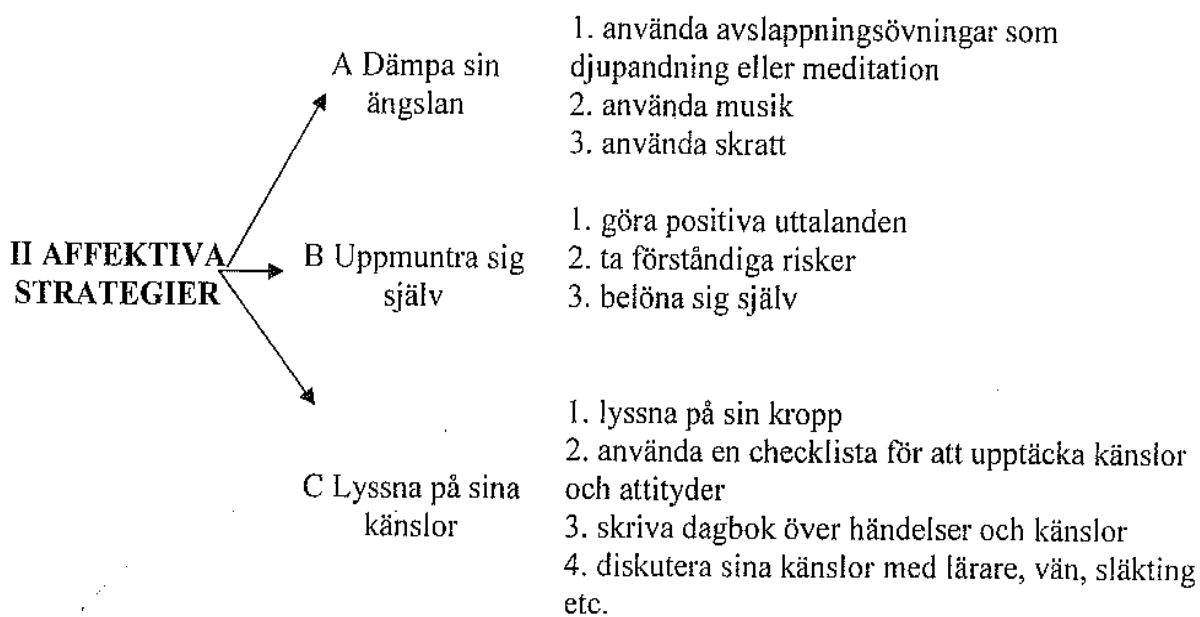 1. använda avslappningsövningar som
djupandning eller meditation
2. använda musik
3. använda skratt
A Dämpa sin
ängslan
II AFFEKTIVA
STRATEGIER
B Uppmuntra sig
själv
1. göra positiva uttalanden
2. ta förståndiga risker
3. belöna sig själv
C Lyssna på sina
känslor
1. lyssna på sin kropp
2. använda en checklista för att upptäcka känslor
och attityder
3. skriva dagbok över händelser och känslor
4. diskutera sina känslor med lärare, vän, släkting
etc.